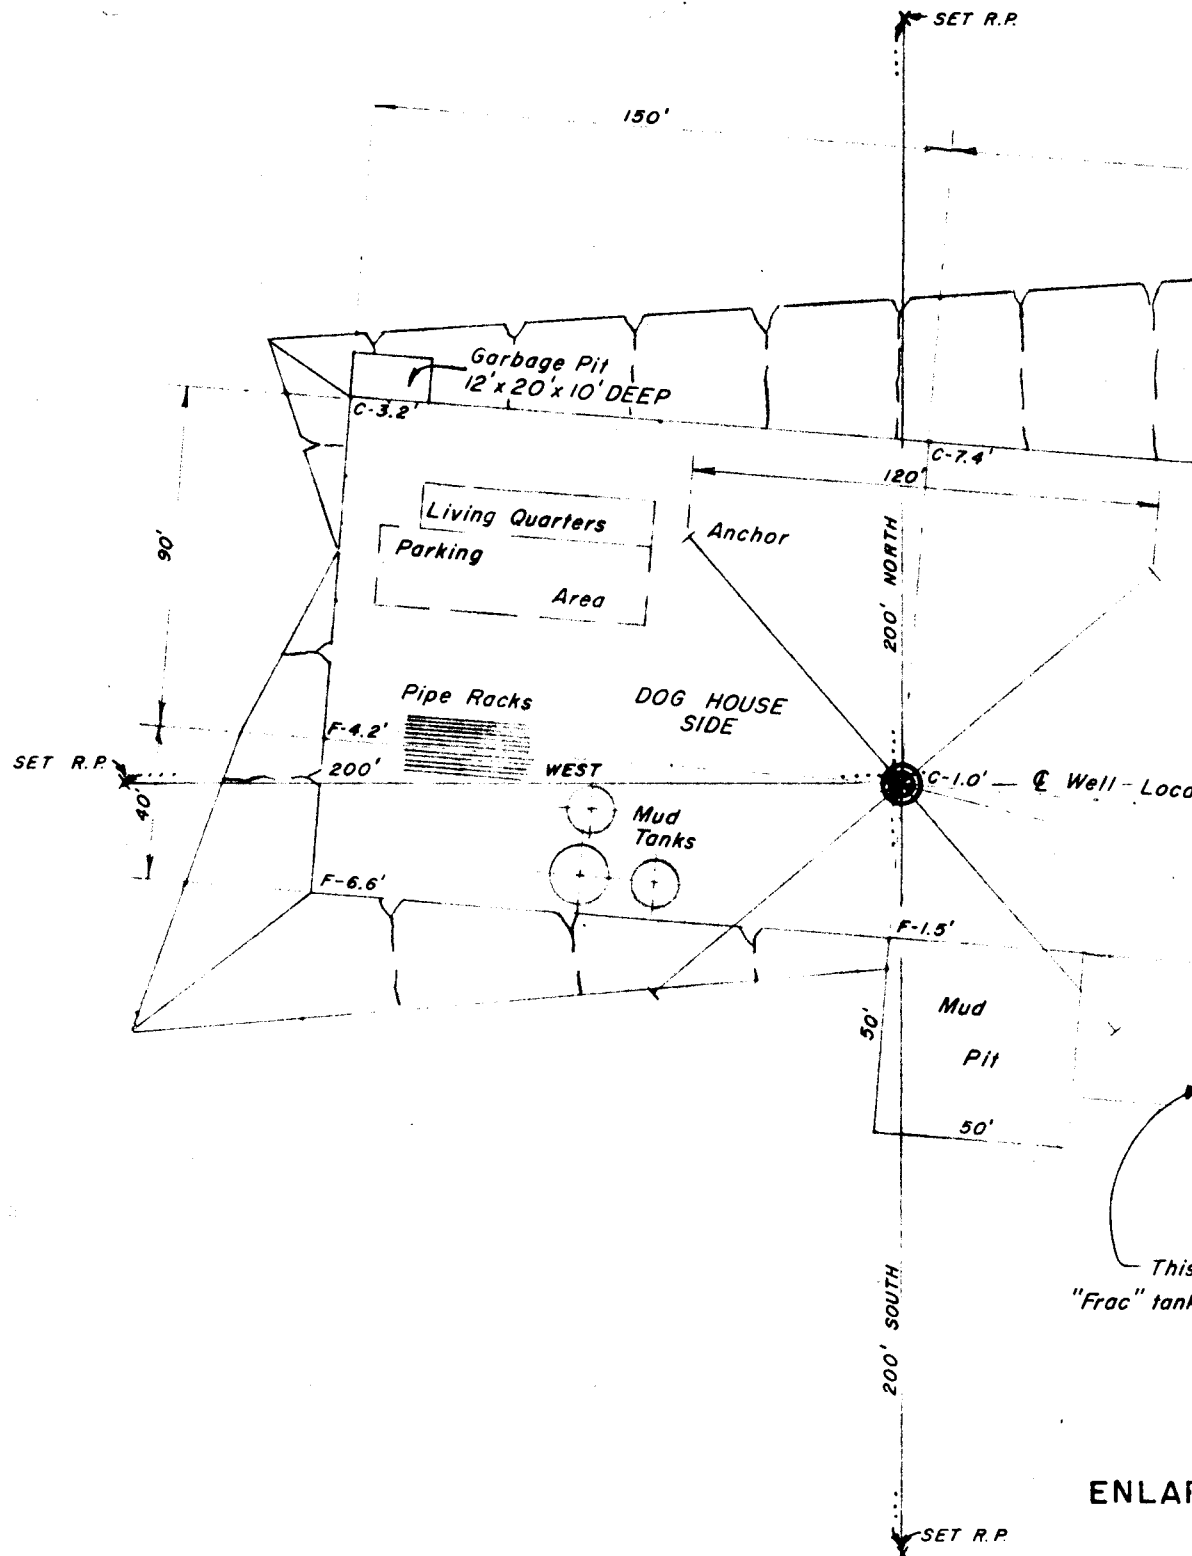 SET R.P.
150'
Garbage Pit
12' x 20' x 10' DEEP
C-3.2'
C-7.4'
120'
Living Quarters
Anchor
Parking
Area
90'
200' NORTH
Pipe Racks
DOG HOUSE
SIDE
F-4.2'
SET R.P.
200'
WEST
C-1.0'
℄ Well Loca
40'
Mud
Tanks
F-6.6'
F-1.5'
Mud
Pit
50'
50'
This
"Frac" tank
200' SOUTH
ENLAR
SET R.P.